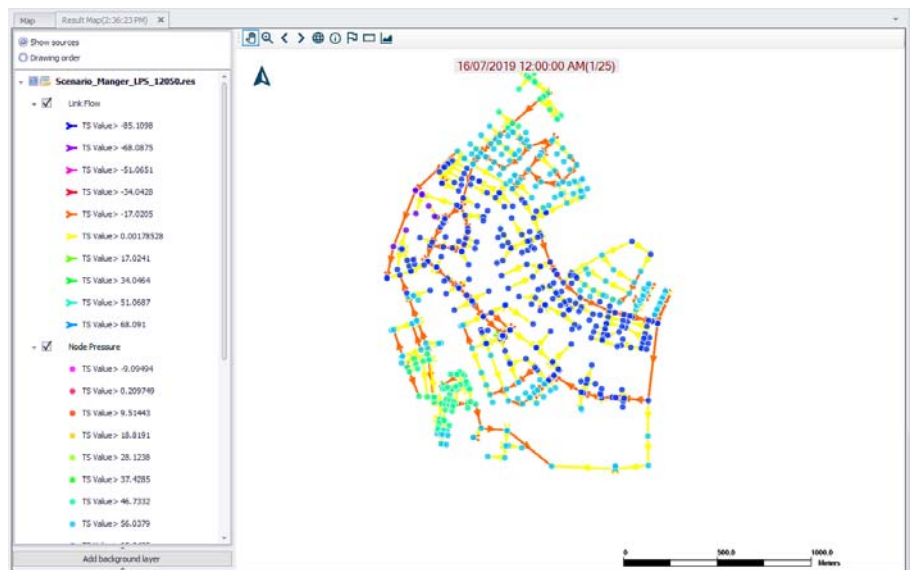 Map
Result Map(2:36:23 PM)
Show sources
Drawing order
Scenario_Manger_LPS_12050.res
Link Flow
TS Value> -85.1098
TS Value> -68.0875
TS Value> -51.0651
TS Value> -34.0428
TS Value> -17.0205
TS Value> 0.00178528
TS Value> 17.0241
TS Value> 34.0464
TS Value> 51.0687
TS Value> 68.091
Node Pressure
TS Value> -9.09494
TS Value> 0.209749
TS Value> 9.51443
TS Value> 18.8191
TS Value> 28.1238
TS Value> 37.4285
TS Value> 46.7332
TS Value> 56.0379
Add background layer
16/07/2019 12:00:00 AM(1/25)
0 500.0 1000.0
Meters